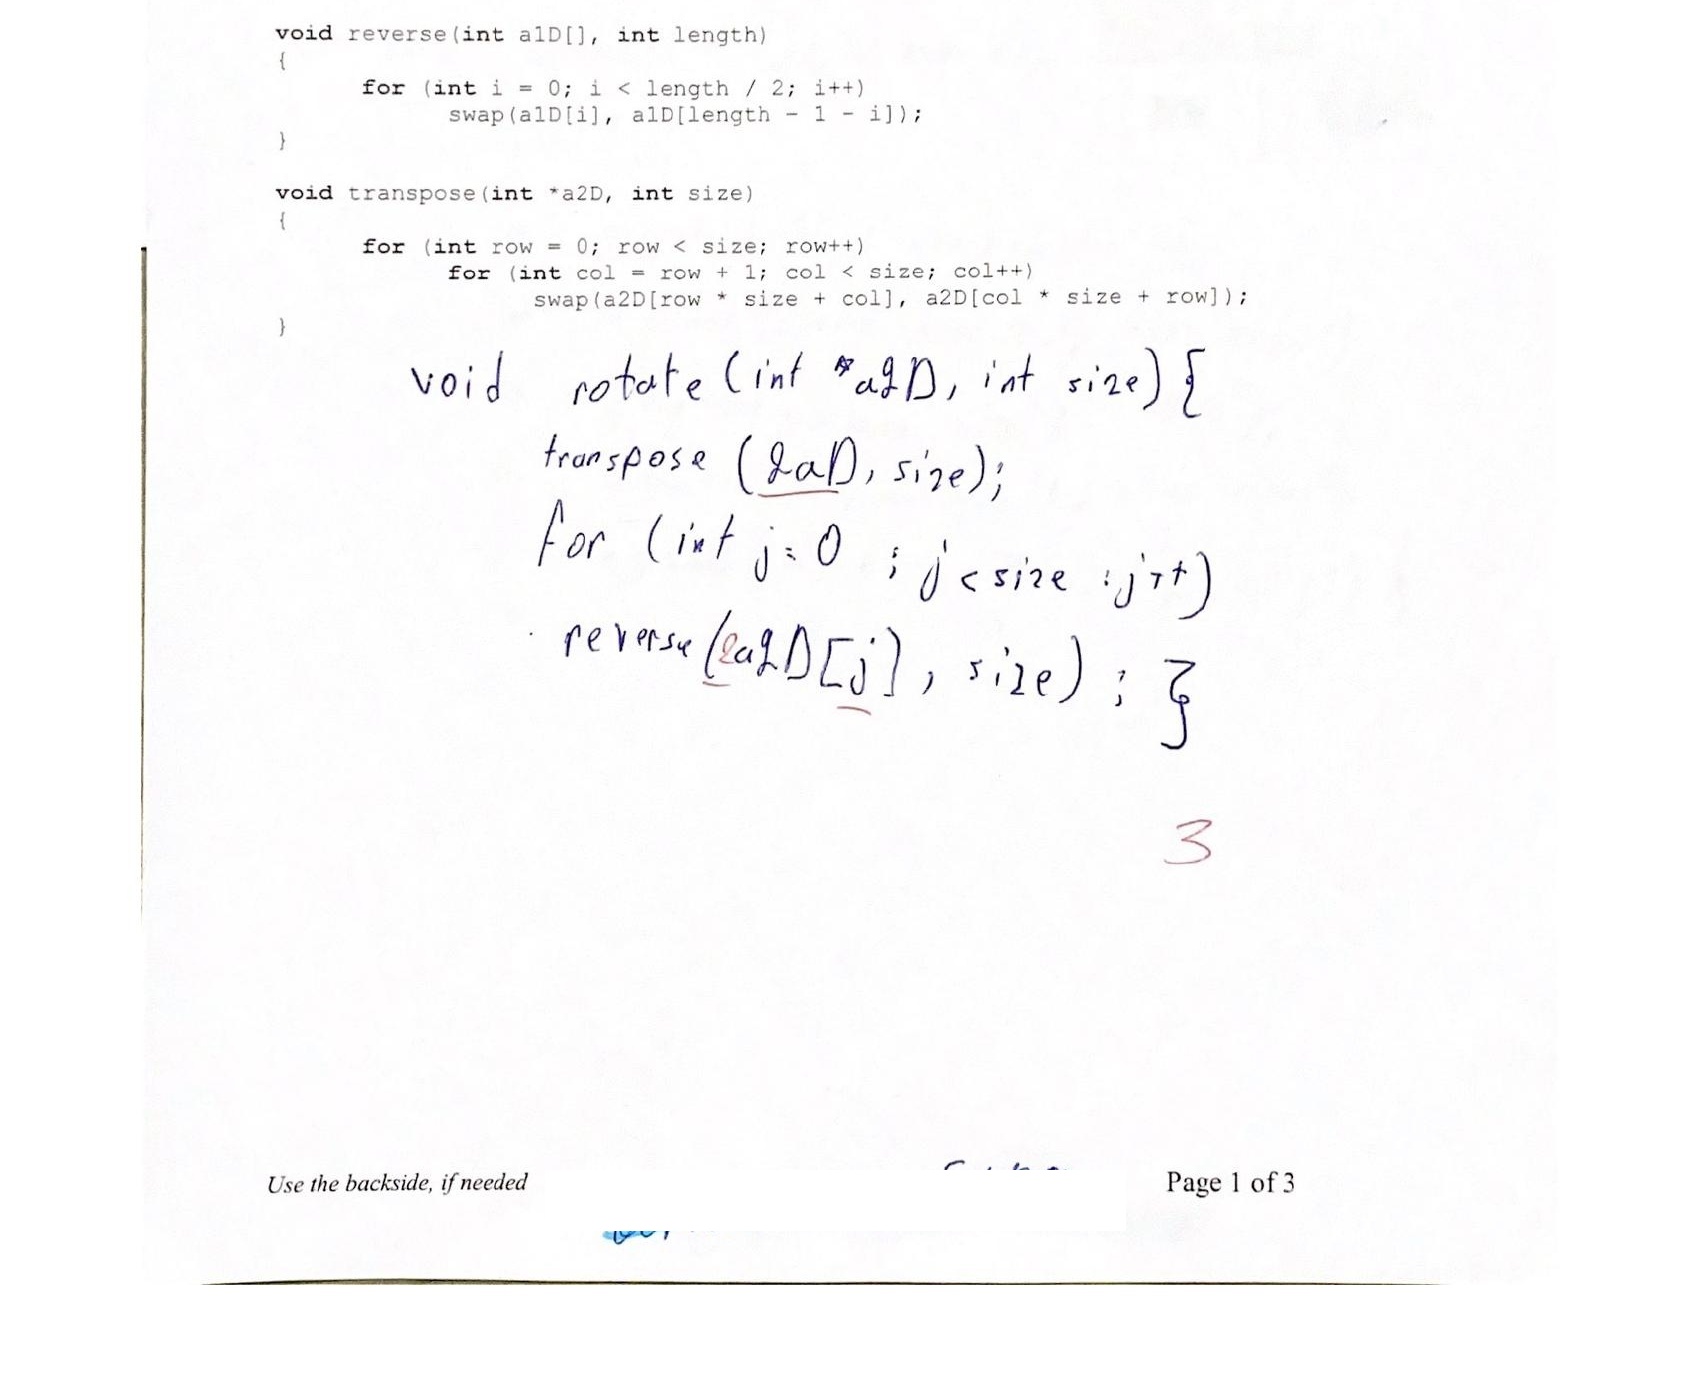 void reverse(int a1D[], int length)
{
for (int i = 0; i < length / 2; i++)
swap(a1D[i], a1D[length - 1 - i]);
}
void transpose(int *a2D, int size)
{
for (int row = 0; row < size; row++)
for (int col = row + 1; col < size; col++)
swap(a2D[row * size + col], a2D[col * size + row]);
}
void rotate (int *a2D, int size) {
transpose (2aD, size);
for (int j = 0 ; j < size ; j++)
reverse (&a2D[j], size) ; }
3
Use the backside, if needed Page 1 of 3